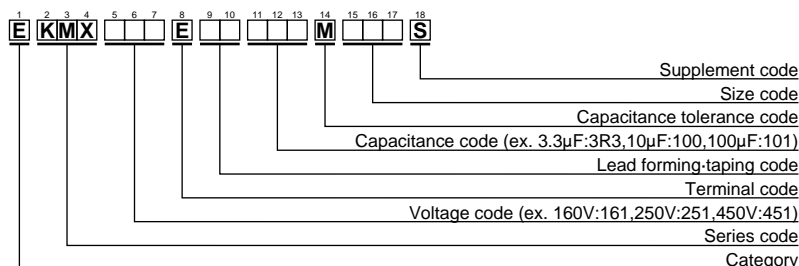 1 2 3 4 5 6 7 8 9 10 11 12 13 14 15 16 17 18
E KMX E M S
Supplement code
Size code
Capacitance tolerance code
Capacitance code (ex. 3.3μF:3R3,10μF:100,100μF:101)
Lead forming·taping code
Terminal code
Voltage code (ex. 160V:161,250V:251,450V:451)
Series code
Category